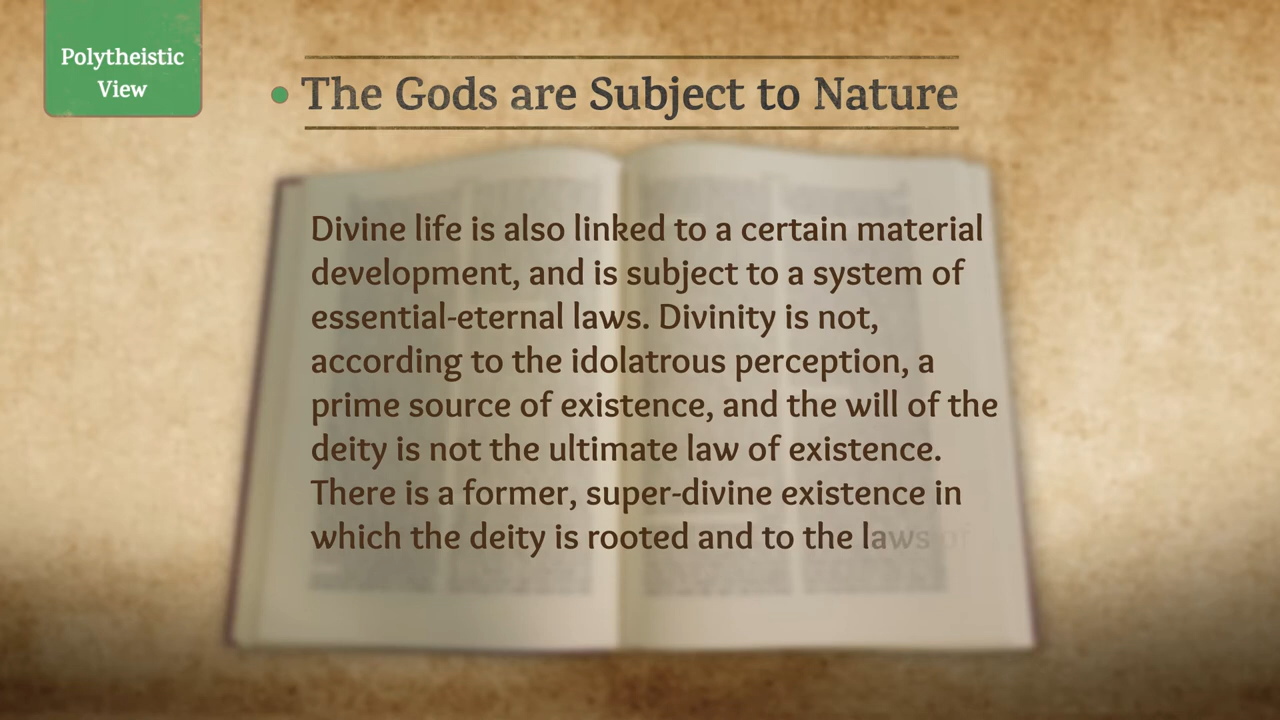 Polytheistic
View
• The Gods are Subject to Nature
Divine life is also linked to a certain material
development, and is subject to a system of
essential-eternal laws. Divinity is not,
according to the idolatrous perception, a
prime source of existence, and the will of the
deity is not the ultimate law of existence.
There is a former, super-divine existence in
which the deity is rooted and to the laws of